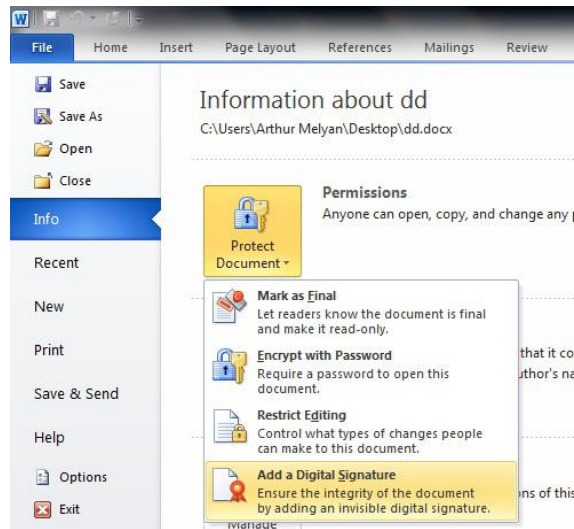 W
File Home Insert Page Layout References Mailings Review
Save
Save As
Open
Close
Info
Recent
New
Print
Save & Send
Help
Options
Exit
Information about dd
C:\Users\Arthur Melyan\Desktop\dd.docx
Protect
Document
Permissions
Anyone can open, copy, and change any
Mark as Final
Let readers know the document is final
and make it read-only.
Encrypt with Password
Require a password to open this
document.
Restrict Editing
Control what types of changes people
can make to this document.
Add a Digital Signature
Ensure the integrity of the document
by adding an invisible digital signature.
that it co
uthor's na
ns of this
Manage